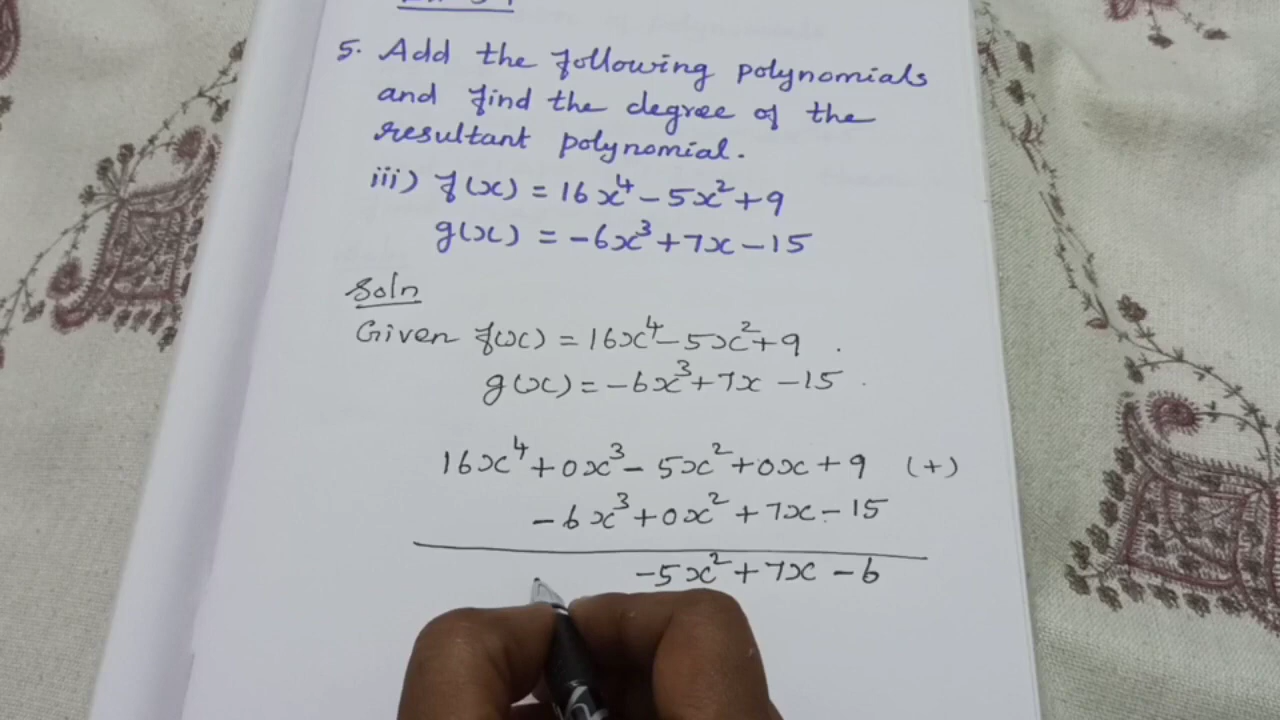 5. Add the following polynomials
and find the degree of the
resultant polynomial.
iii) f(x) = 16x⁴ - 5x² + 9
g(x) = -6x³ + 7x - 15
Soln
Given f(x) = 16x⁴ - 5x² + 9.
g(x) = -6x³ + 7x - 15.
16x⁴ + 0x³ - 5x² + 0x + 9 (+)
-6x³ + 0x² + 7x - 15
-5x² + 7x - 6